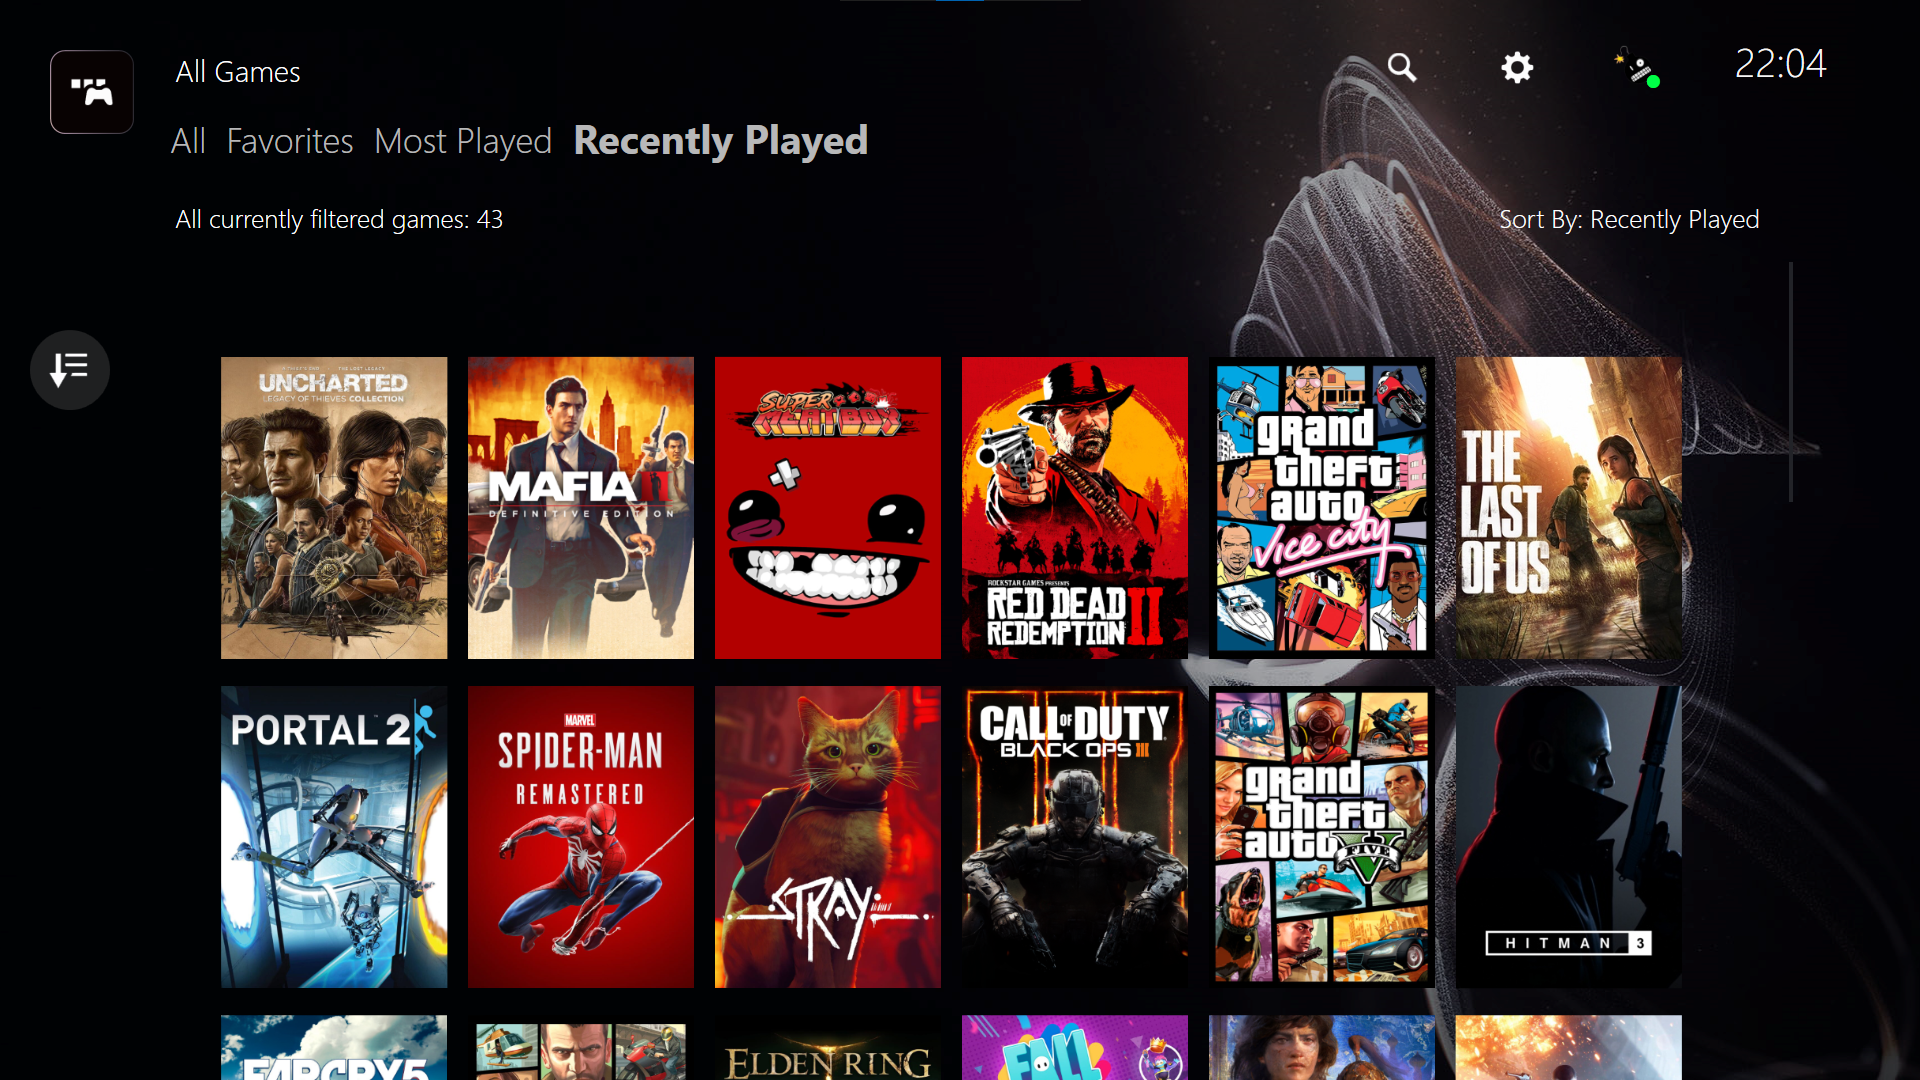 All Games
22:04
All Favorites Most Played Recently Played
All currently filtered games: 43
Sort By: Recently Played
UNCHARTED
LEGACY OF THIEVES COLLECTION
MAFIA II
DEFINITIVE EDITION
SUPER
MEAT BOY
ROCKSTAR GAMES PRESENTS
RED DEAD
REDEMPTION II
grand
theft
auto
vice city
THE
LAST
OF US
PORTAL 2
MARVEL
SPIDER-MAN
REMASTERED
STRAY
CALL OF DUTY
BLACK OPS III
grand
theft
auto V
FIVE
HITMAN 3
FARCRY5
ELDEN RING
FALL